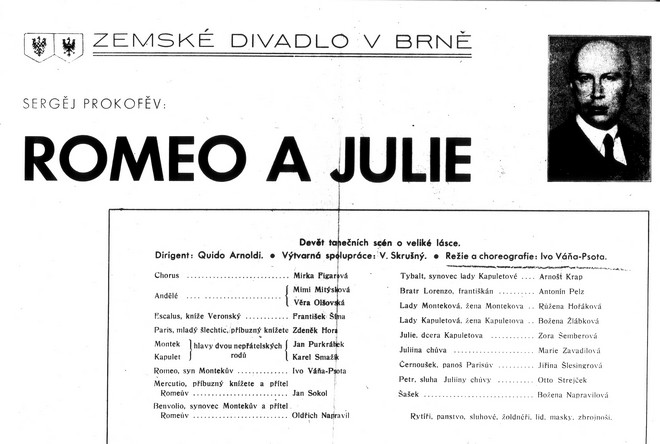 ZEMSKÉ DIVADLO V BRNĚ
SERGĚJ PROKOFĚV:
ROMEO A JULIE
Devět tanečních scén o veliké lásce.
Dirigent: Quido Arnoldi. • Výtvarná spolupráce: V. Skrušný. • Režie a choreografie: Ivo Váňa-Psota.
Chorus .......................... Mirka Figarová
Andělé .......................... { Mimi Mitýsková
Věra Olšovská
Escalus, kníže Veronský .......... František Šíma
Paris, mladý šlechtic, příbuzný knížete Zdeněk Hora
Montek } hlavy dvou nepřátelských { Jan Purkrábek
Kapulet } rodů { Karel Smažík
Romeo, syn Montekův ............ Ivo Váňa-Psota
Mercutio, příbuzný knížete a přítel
Romeův ...................... Jan Sokol
Benvolio, synovec Montekův a přítel
Romeův ...................... Oldřich Napravil
Tybalt, synovec lady Kapuletové .. Arnošt Krap
Bratr Lorenzo, františkán .......... Antonín Pelz
Lady Monteková, žena Montekova .. Růžena Hořáková
Lady Kapuletová, žena Kapuletova .. Božena Žlábková
Julie, dcera Kapuletova .......... Zora Šemberová
Juliina chůva .................... Marie Zavadilová
Černoušek, panoš Parisův ........ Jiřina Šlesingrová
Petr, sluha Juliiny chůvy ........ Otto Strejček
Šašek .......................... Božena Napravilová
Rytíři, panstvo, sluhové, žoldnéři, lid, masky, zbrojnoši.